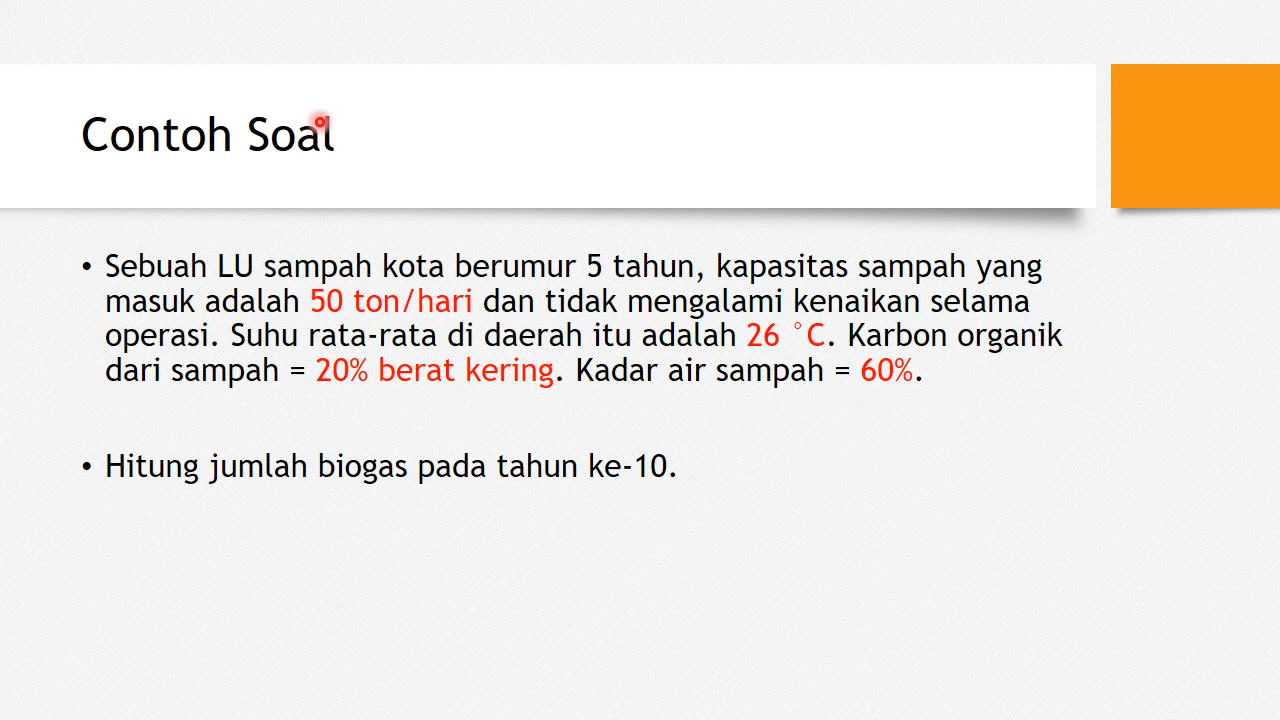 Contoh Soal
• Sebuah LU sampah kota berumur 5 tahun, kapasitas sampah yang
masuk adalah 50 ton/hari dan tidak mengalami kenaikan selama
operasi. Suhu rata-rata di daerah itu adalah 26 °C. Karbon organik
dari sampah = 20% berat kering. Kadar air sampah = 60%.
• Hitung jumlah biogas pada tahun ke-10.